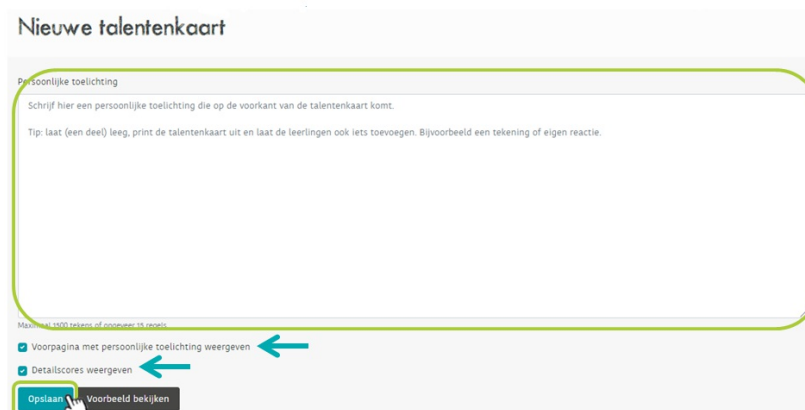 Nieuwe talentenkaart
Persoonlijke toelichting
Schrijf hier een persoonlijke toelichting die op de voorkant van de talentenkaart komt.
Tip: laat (een deel) leeg, print de talentenkaart uit en laat de leerlingen ook iets toevoegen. Bijvoorbeeld een tekening of eigen reactie.
Maximaal 1500 tekens of ongeveer 15 regels
Voorpagina met persoonlijke toelichting weergeven
Detailscores weergeven
Opslaan
Voorbeeld bekijken